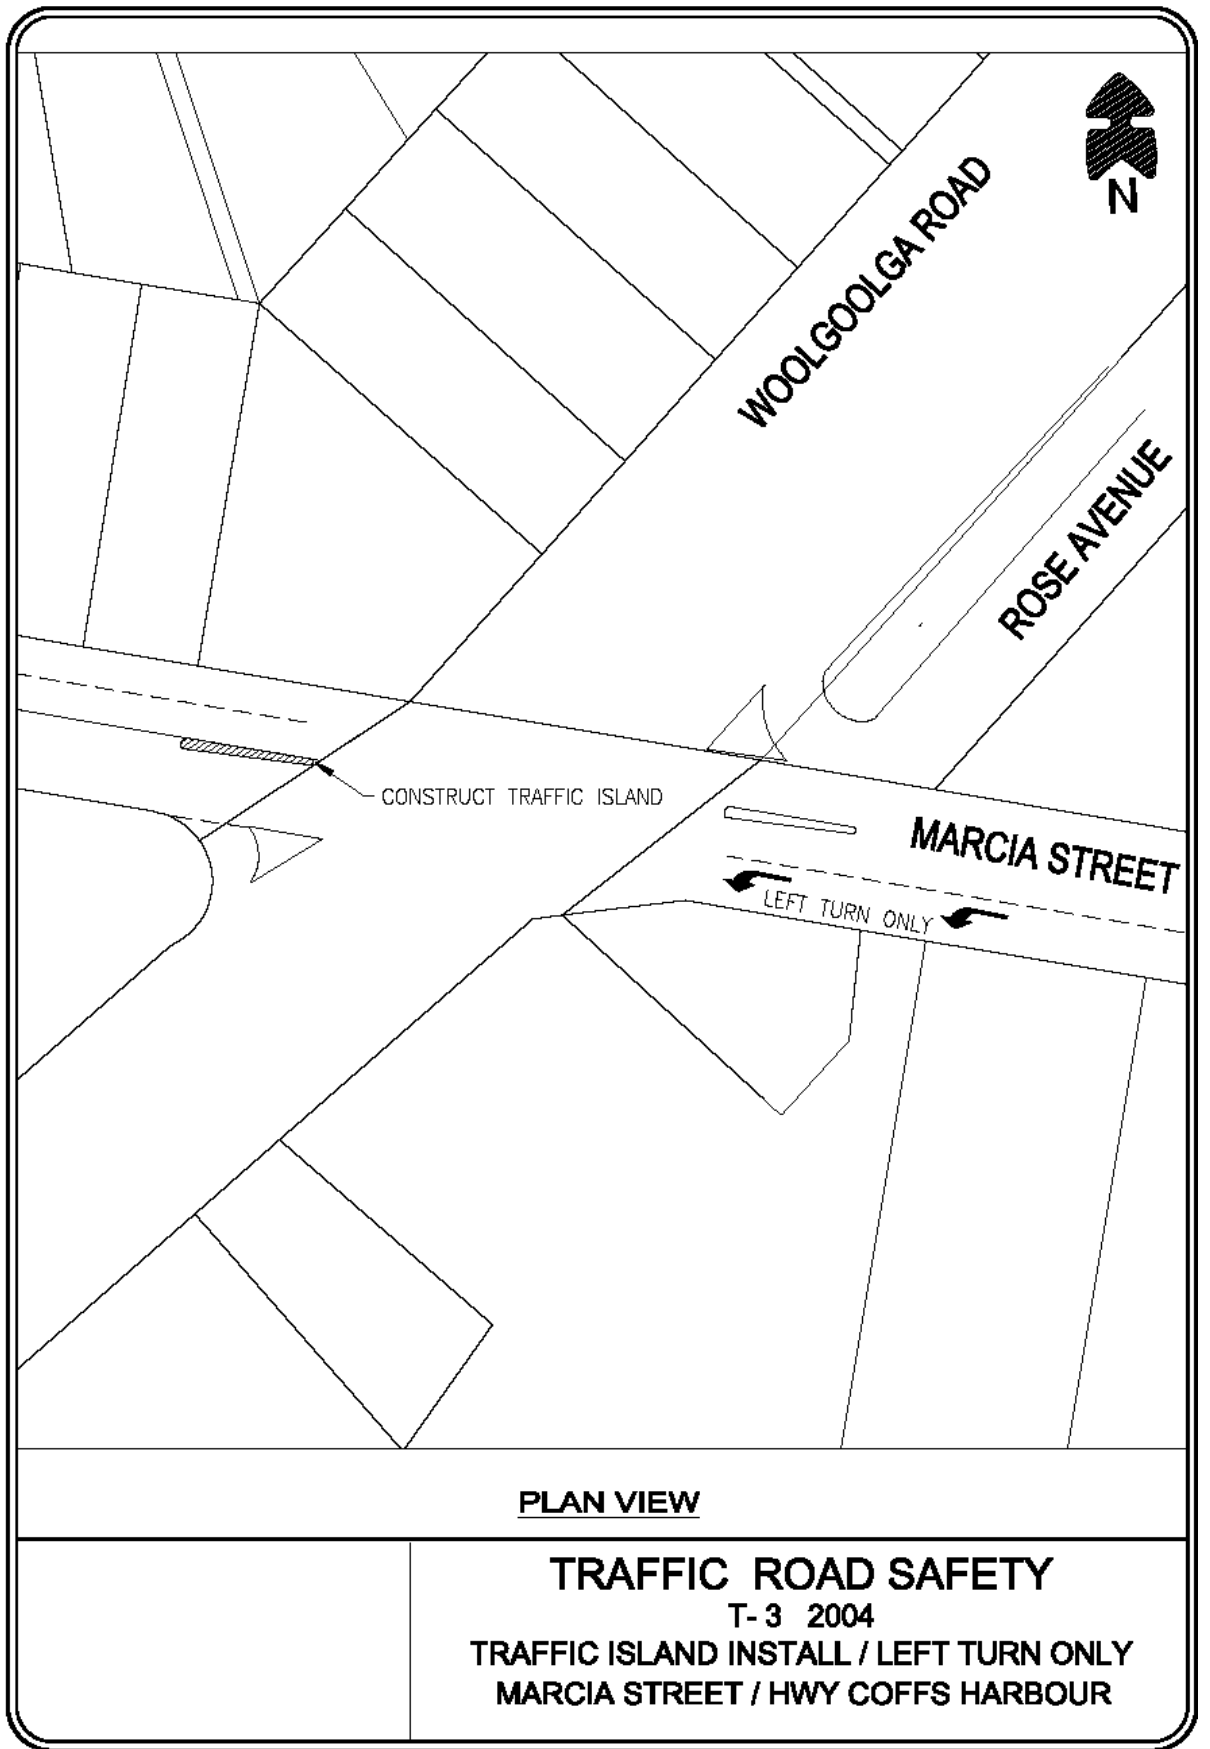 N
WOOLGOOLGA ROAD
ROSE AVENUE
CONSTRUCT TRAFFIC ISLAND
MARCIA STREET
LEFT TURN ONLY
PLAN VIEW
TRAFFIC ROAD SAFETY
T-3 2004
TRAFFIC ISLAND INSTALL / LEFT TURN ONLY
MARCIA STREET / HWY COFFS HARBOUR